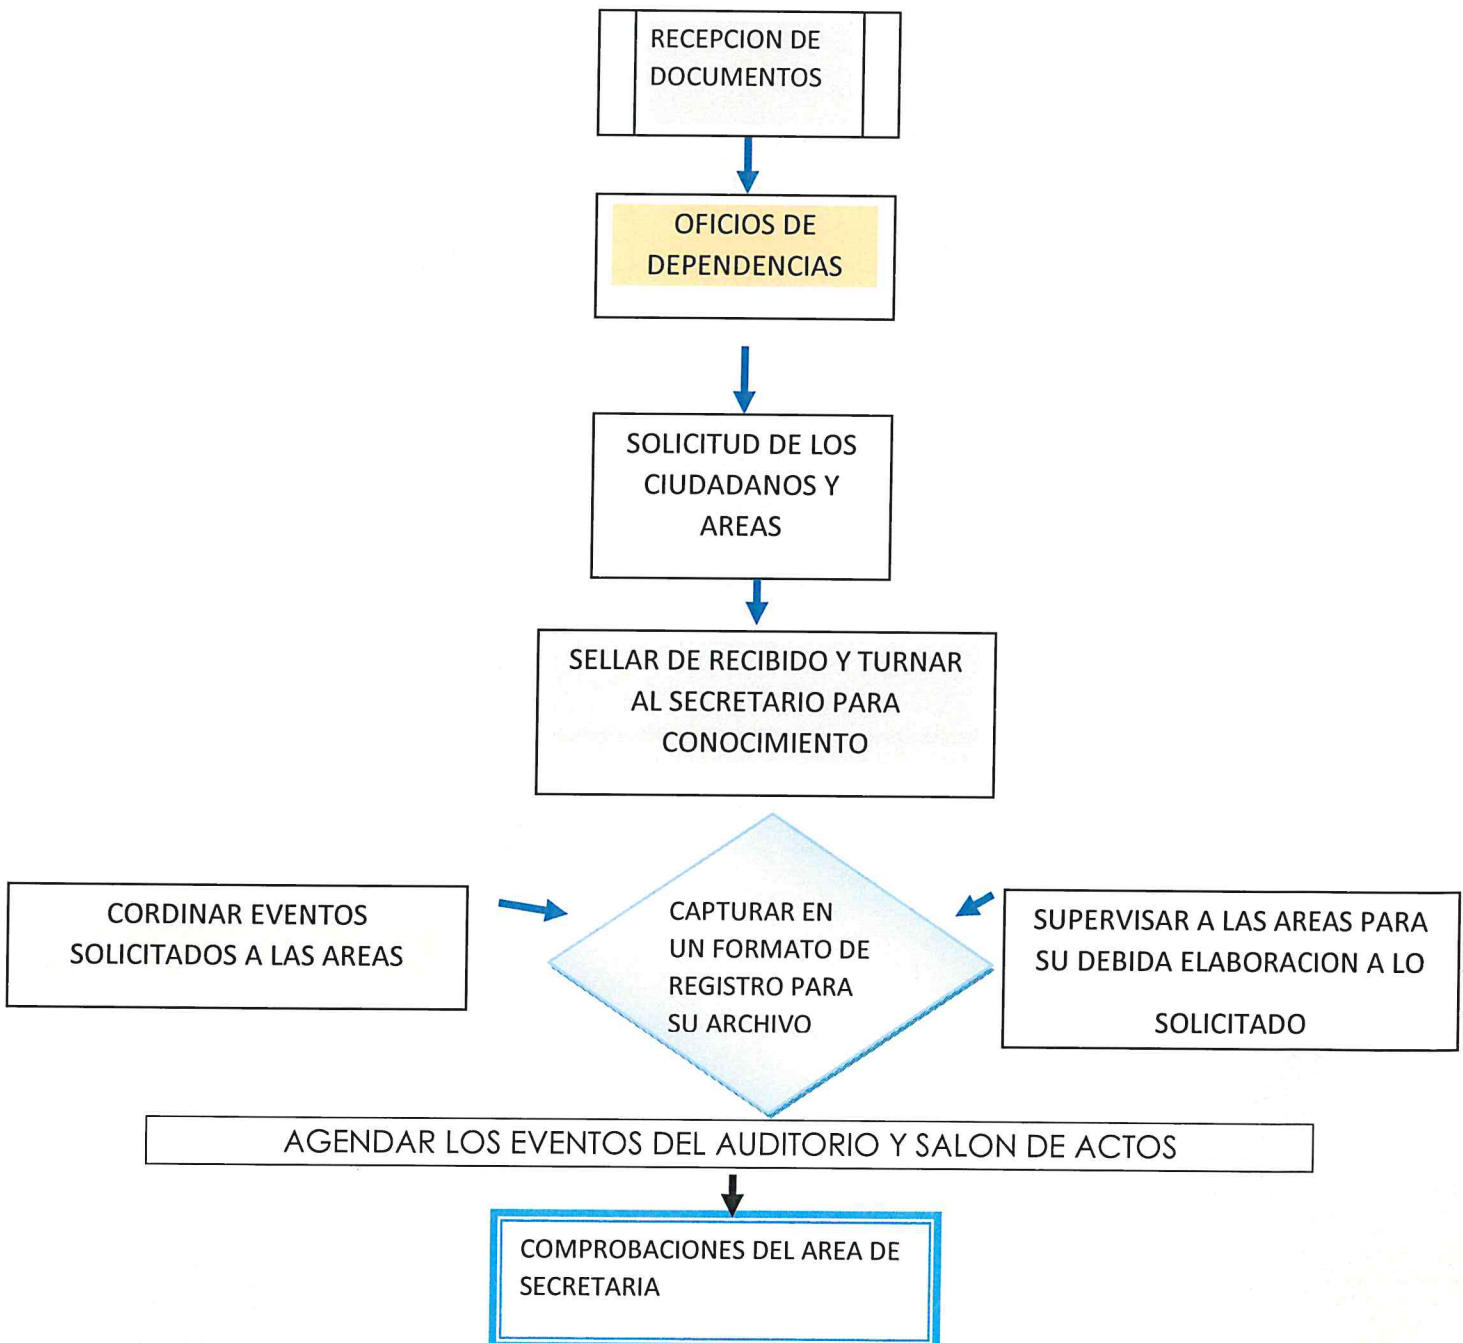 RECEPCION DE
DOCUMENTOS
OFICIOS DE
DEPENDENCIAS
SOLICITUD DE LOS
CIUDADANOS Y
AREAS
SELLAR DE RECIBIDO Y TURNAR
AL SECRETARIO PARA
CONOCIMIENTO
CORDINAR EVENTOS
SOLICITADOS A LAS AREAS
CAPTURAR EN
UN FORMATO DE
REGISTRO PARA
SU ARCHIVO
SUPERVISAR A LAS AREAS PARA
SU DEBIDA ELABORACION A LO
SOLICITADO
AGENDAR LOS EVENTOS DEL AUDITORIO Y SALON DE ACTOS
COMPROBACIONES DEL AREA DE
SECRETARIA